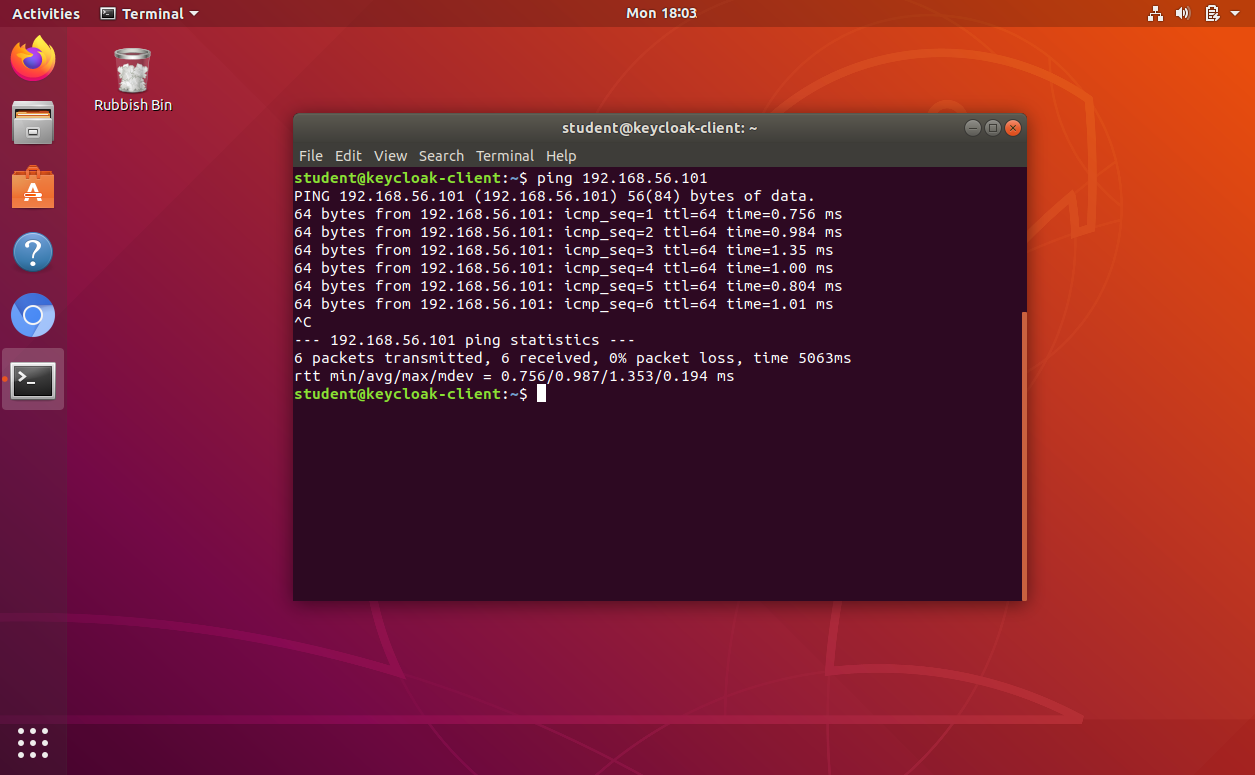 Activities Terminal Mon 18:03
Rubbish Bin
student@keycloak-client: ~
File Edit View Search Terminal Help
student@keycloak-client:~$ ping 192.168.56.101
PING 192.168.56.101 (192.168.56.101) 56(84) bytes of data.
64 bytes from 192.168.56.101: icmp_seq=1 ttl=64 time=0.756 ms
64 bytes from 192.168.56.101: icmp_seq=2 ttl=64 time=0.984 ms
64 bytes from 192.168.56.101: icmp_seq=3 ttl=64 time=1.35 ms
64 bytes from 192.168.56.101: icmp_seq=4 ttl=64 time=1.00 ms
64 bytes from 192.168.56.101: icmp_seq=5 ttl=64 time=0.804 ms
64 bytes from 192.168.56.101: icmp_seq=6 ttl=64 time=1.01 ms
^C
--- 192.168.56.101 ping statistics ---
6 packets transmitted, 6 received, 0% packet loss, time 5063ms
rtt min/avg/max/mdev = 0.756/0.987/1.353/0.194 ms
student@keycloak-client:~$